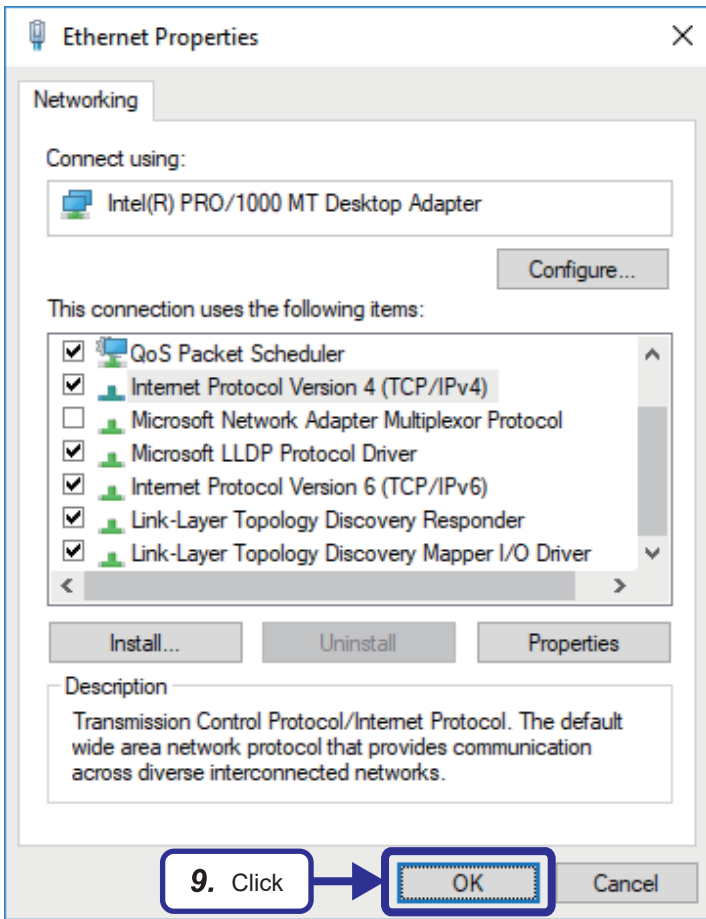 Ethernet Properties
Networking
Connect using:
Intel(R) PRO/1000 MT Desktop Adapter
Configure...
This connection uses the following items:
QoS Packet Scheduler
Internet Protocol Version 4 (TCP/IPv4)
Microsoft Network Adapter Multiplexor Protocol
Microsoft LLDP Protocol Driver
Internet Protocol Version 6 (TCP/IPv6)
Link-Layer Topology Discovery Responder
Link-Layer Topology Discovery Mapper I/O Driver
Install... Uninstall Properties
Description
Transmission Control Protocol/Internet Protocol. The default
wide area network protocol that provides communication
across diverse interconnected networks.
9. Click OK Cancel